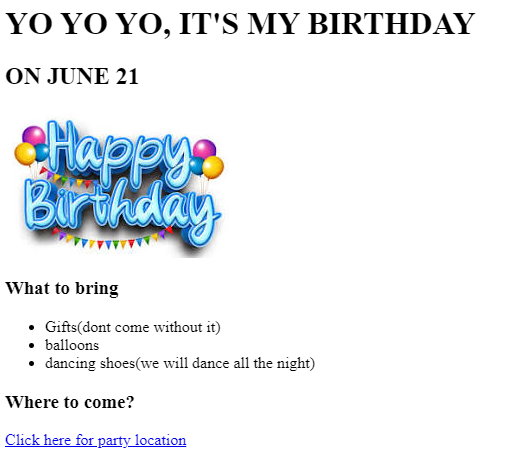 YO YO YO, IT'S MY BIRTHDAY
ON JUNE 21
Happy
Birthday
What to bring
Gifts(dont come without it)
balloons
dancing shoes(we will dance all the night)
Where to come?
Click here for party location